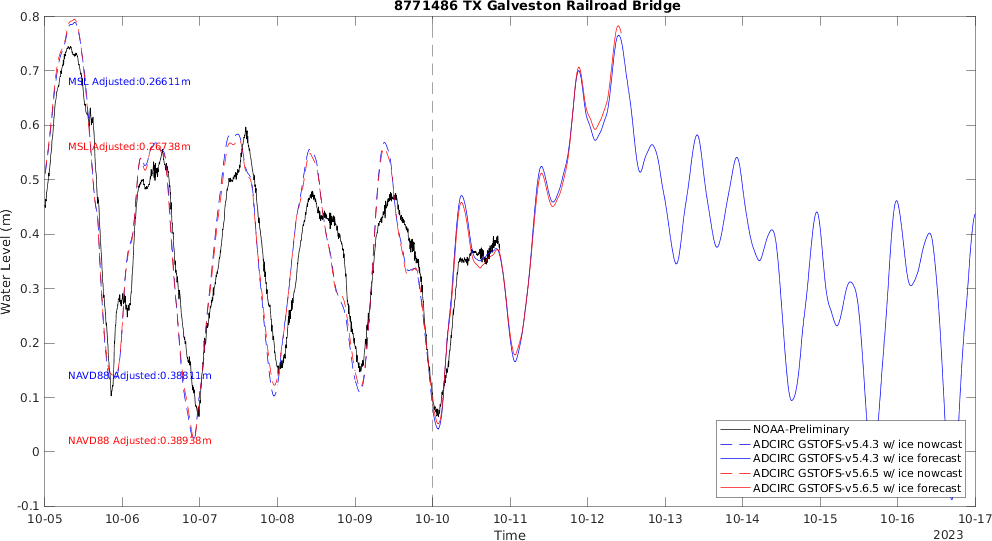 8771486 TX Galveston Railroad Bridge
Water Level (m)
0.8
0.7
0.6
0.5
0.4
0.3
0.2
0.1
0
-0.1
MSL Adjusted:0.26611m
MSL Adjusted:0.26738m
NAVD88 Adjusted:0.38811m
NAVD88 Adjusted:0.38938m
NOAA-Preliminary
ADCIRC GSTOFS-v5.4.3 w/ ice nowcast
ADCIRC GSTOFS-v5.4.3 w/ ice forecast
ADCIRC GSTOFS-v5.6.5 w/ ice nowcast
ADCIRC GSTOFS-v5.6.5 w/ ice forecast
10-05 10-06 10-07 10-08 10-09 10-10 10-11 10-12 10-13 10-14 10-15 10-16 10-17
Time
2023